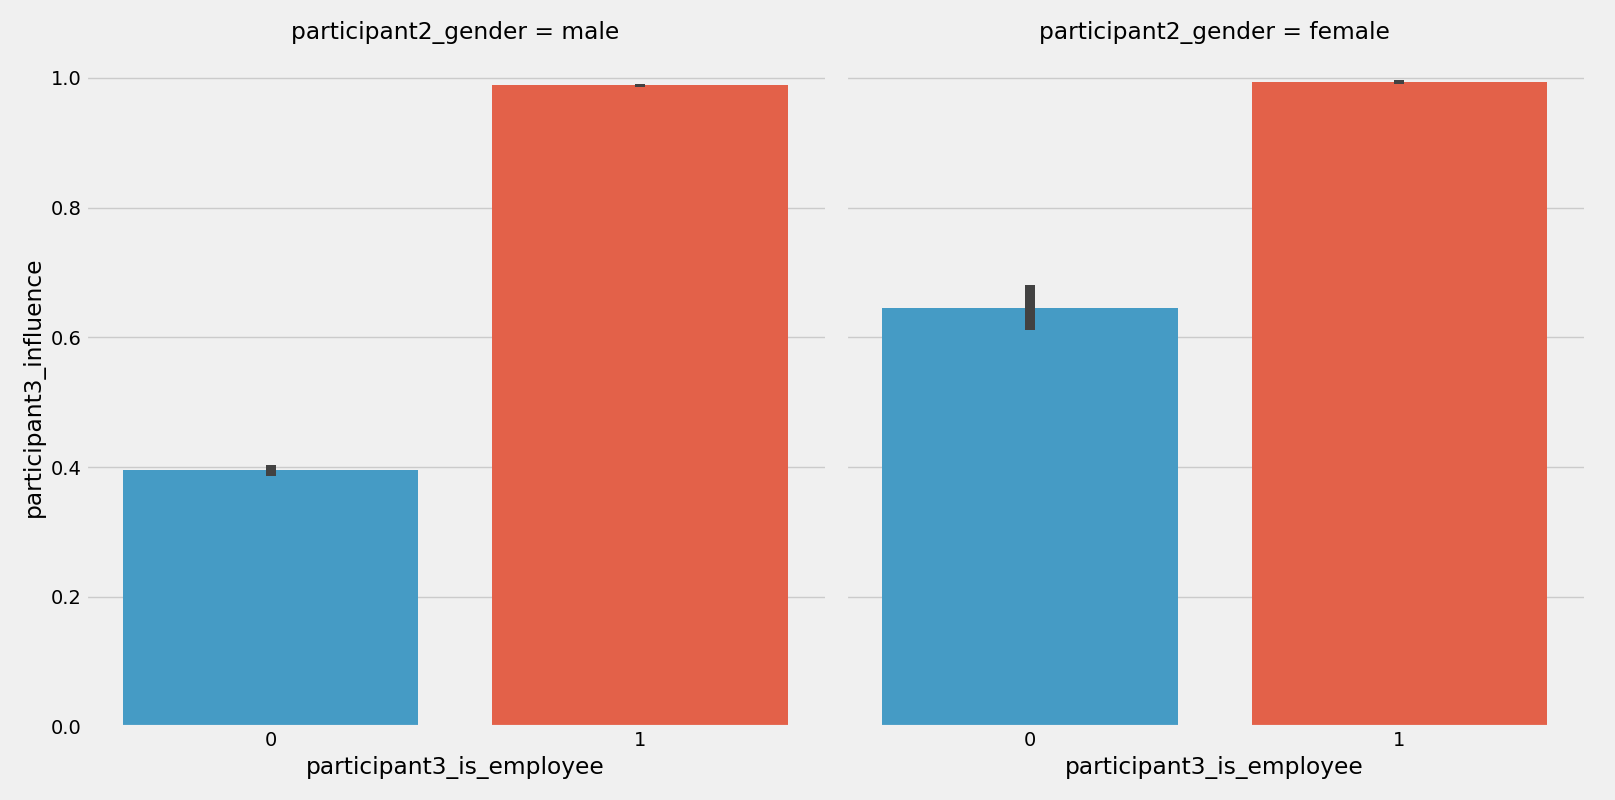 participant2_gender = male
participant2_gender = female
participant3_influence
1.0
0.8
0.6
0.4
0.2
0.0
0
1
0
1
participant3_is_employee
participant3_is_employee